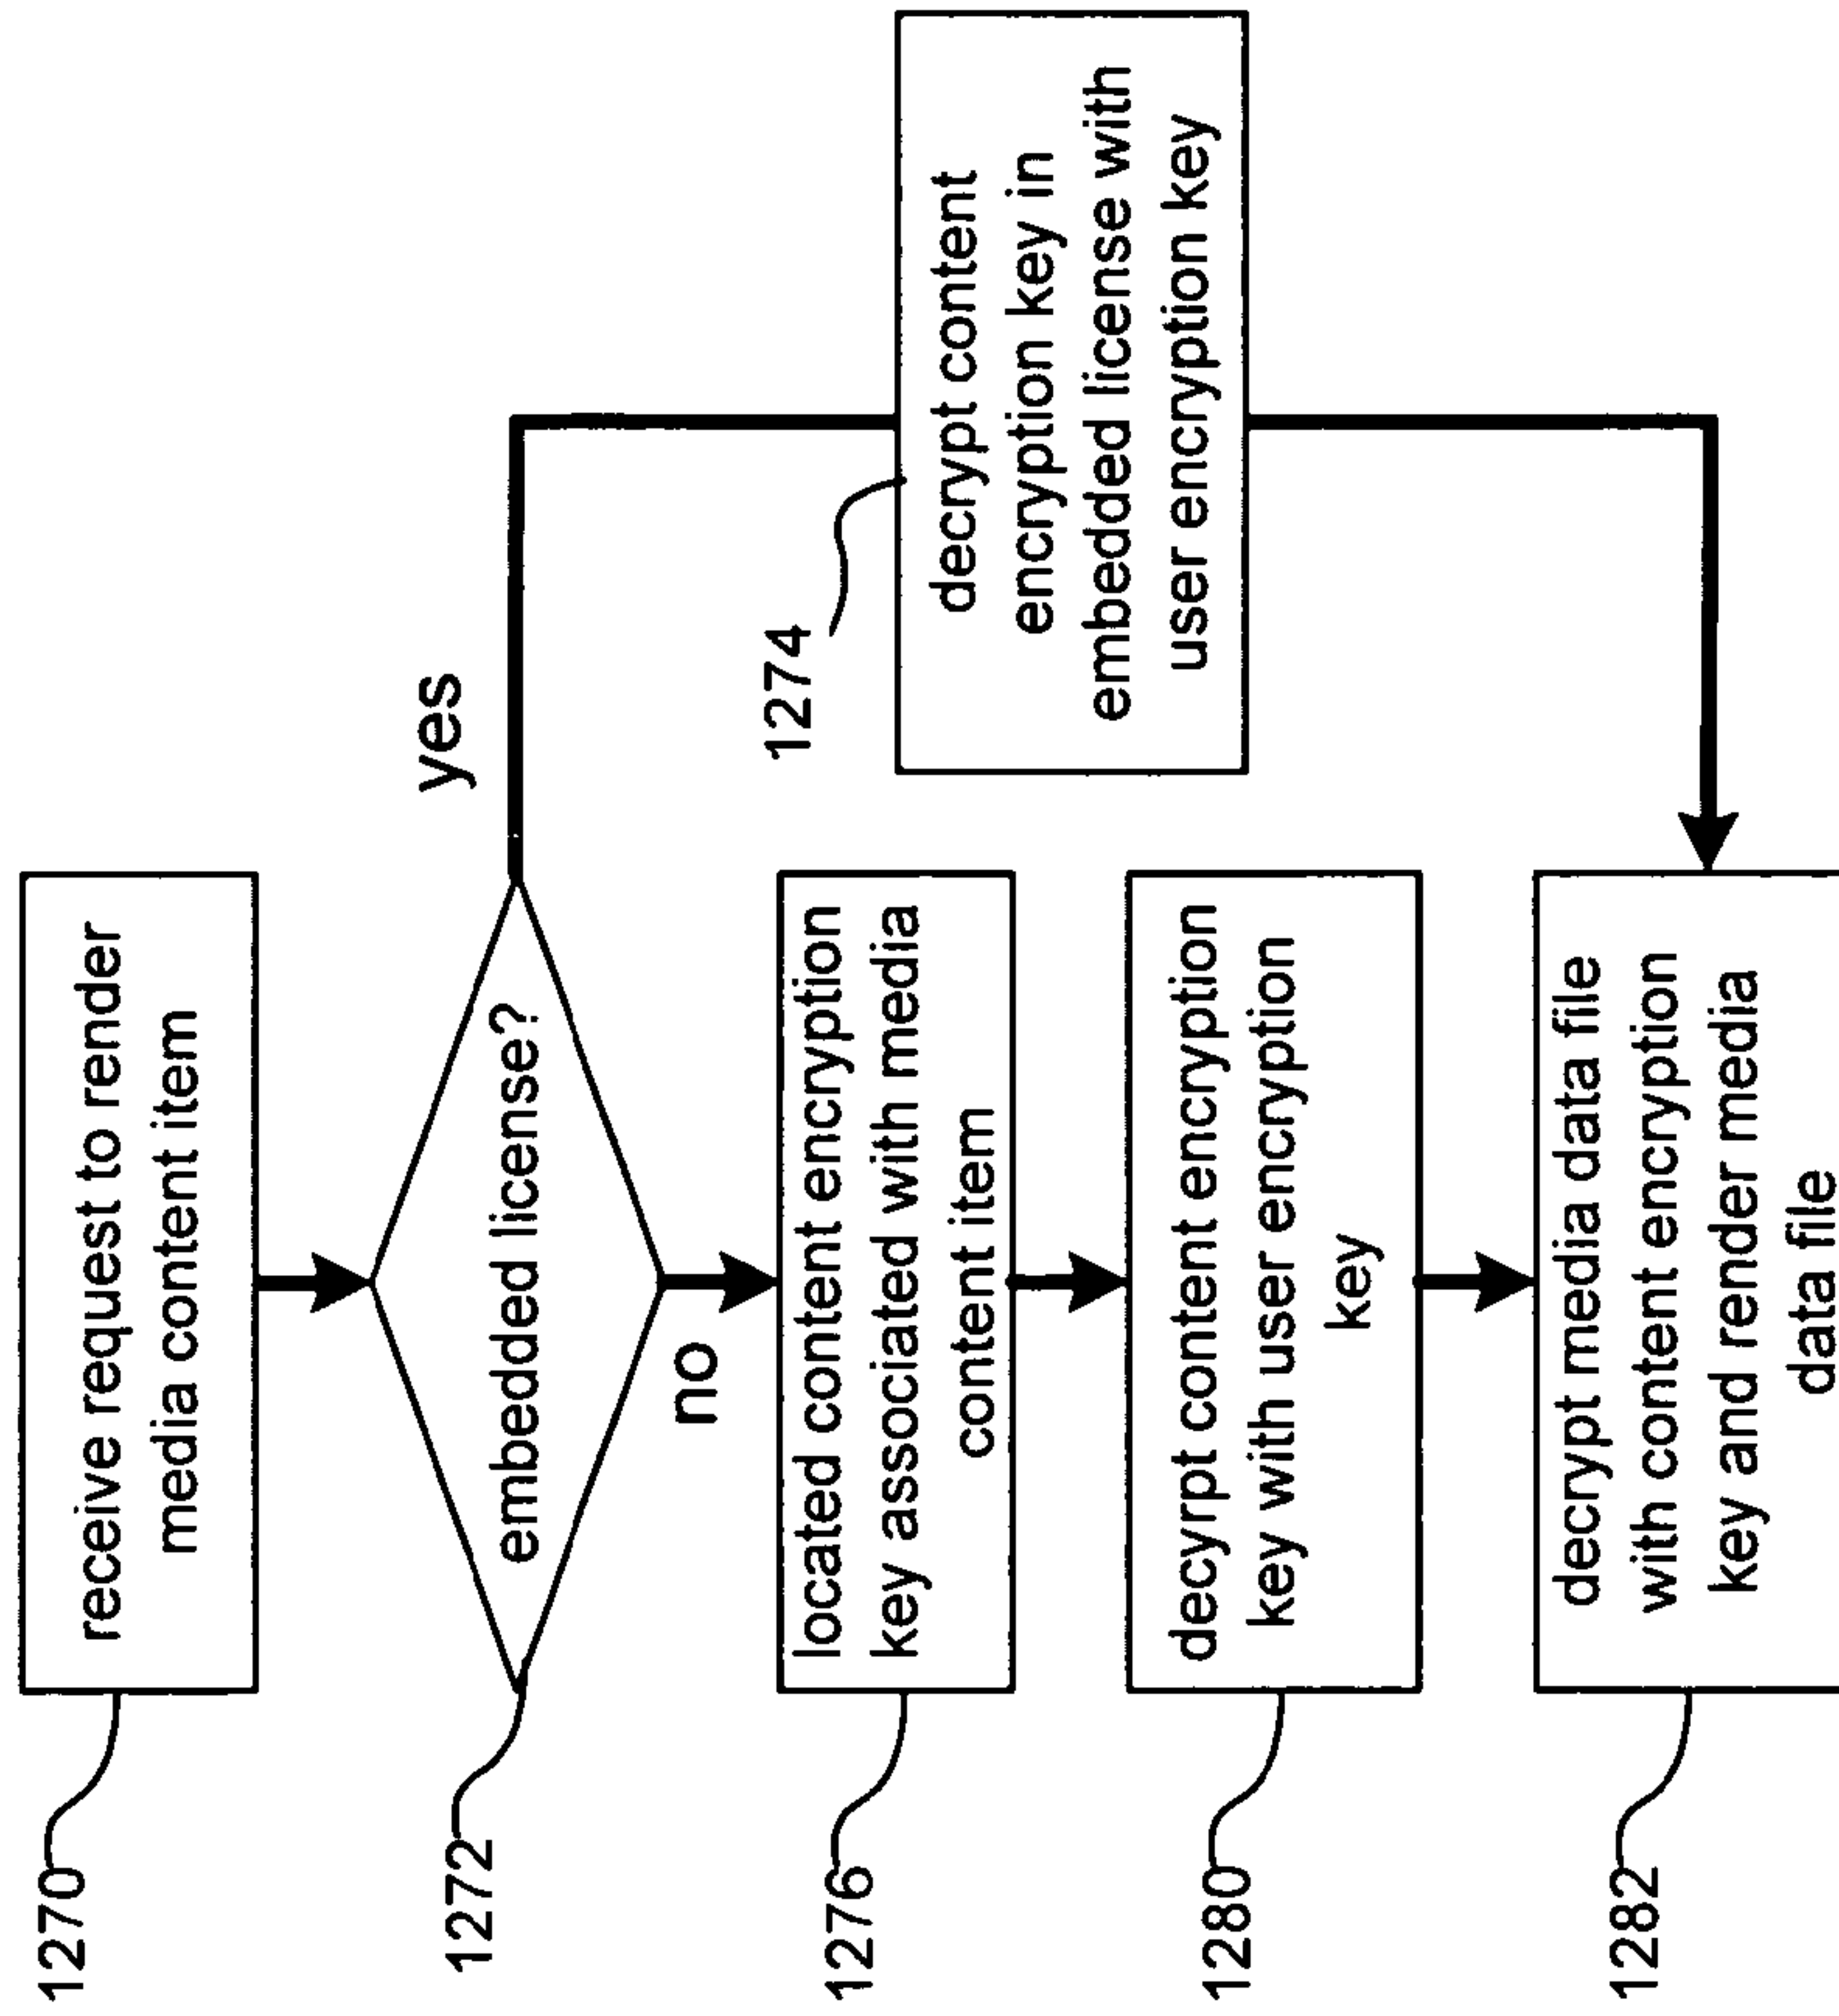 1270
receive request to render
media content item
1272
embedded license?
yes
no
1274
decrypt content
encryption key in
embedded license with
user encryption key
1276
located content encryption
key associated with media
content item
1280
decyrpt content encryption
key with user encryption
key
1282
decrypt media data file
with content encryption
key and render media
data file